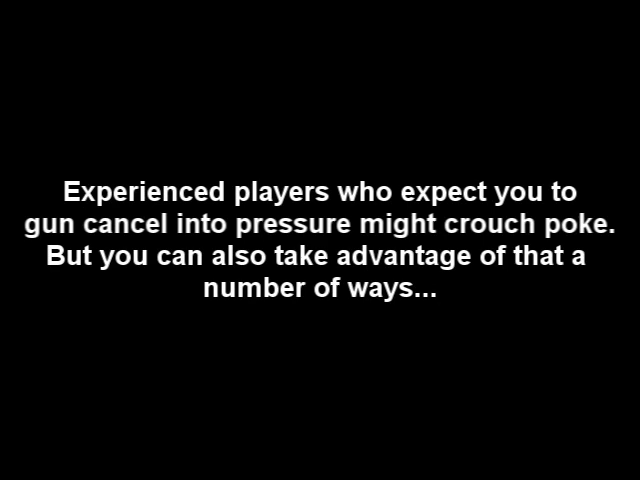 Experienced players who expect you to
gun cancel into pressure might crouch poke.
But you can also take advantage of that a
number of ways...